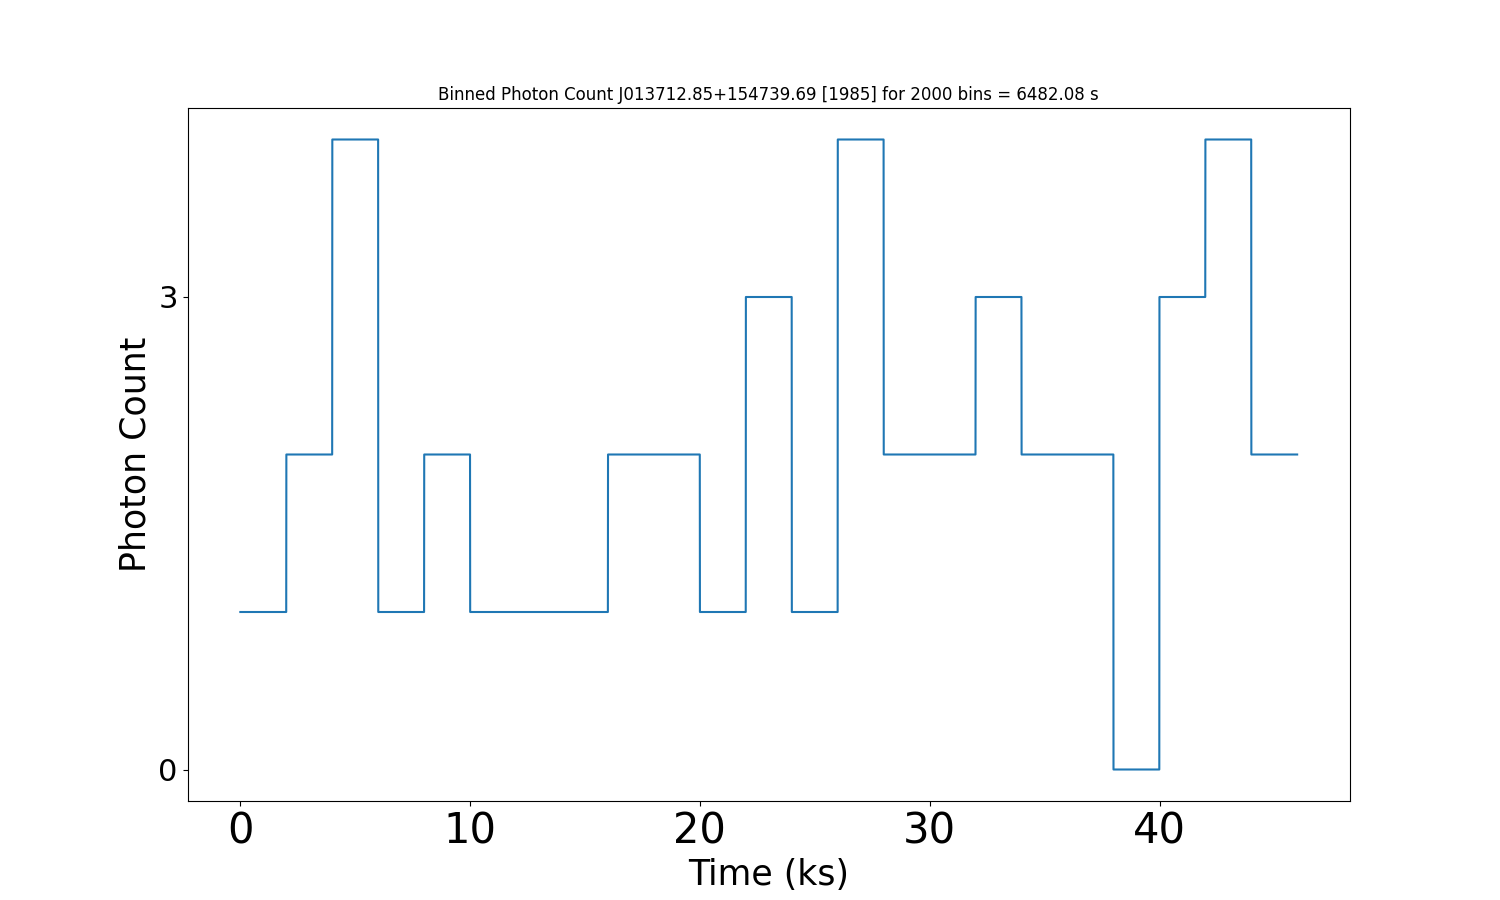 Binned Photon Count J013712.85+154739.69 [1985] for 2000 bins = 6482.08 s
3
0
Photon Count
0 10 20 30 40
Time (ks)